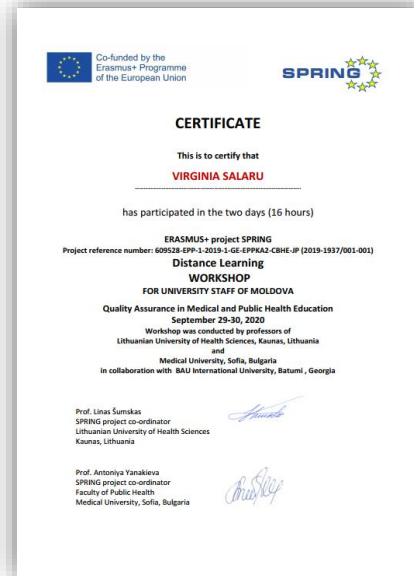 Co-funded by the
Erasmus+ Programme
of the European Union
SPRING
CERTIFICATE
This is to certify that
VIRGINIA SALARU
has participated in the two days (16 hours)
ERASMUS+ project SPRING
Project reference number: 609528-EPP-1-2019-1-GE-EPPKA2-CBHE-JP (2019-1937/001-001)
Distance Learning
WORKSHOP
FOR UNIVERSITY STAFF OF MOLDOVA
Quality Assurance in Medical and Public Health Education
September 29-30, 2020
Workshop was conducted by professors of
Lithuanian University of Health Sciences, Kaunas, Lithuania
and
Medical University, Sofia, Bulgaria
in collaboration with BAU International University, Batumi , Georgia
Prof. Linas Šumskas
SPRING project co-ordinator
Lithuanian University of Health Sciences
Kaunas, Lithuania
Prof. Antoniya Yanakieva
SPRING project co-ordinator
Faculty of Public Health
Medical University, Sofia, Bulgaria